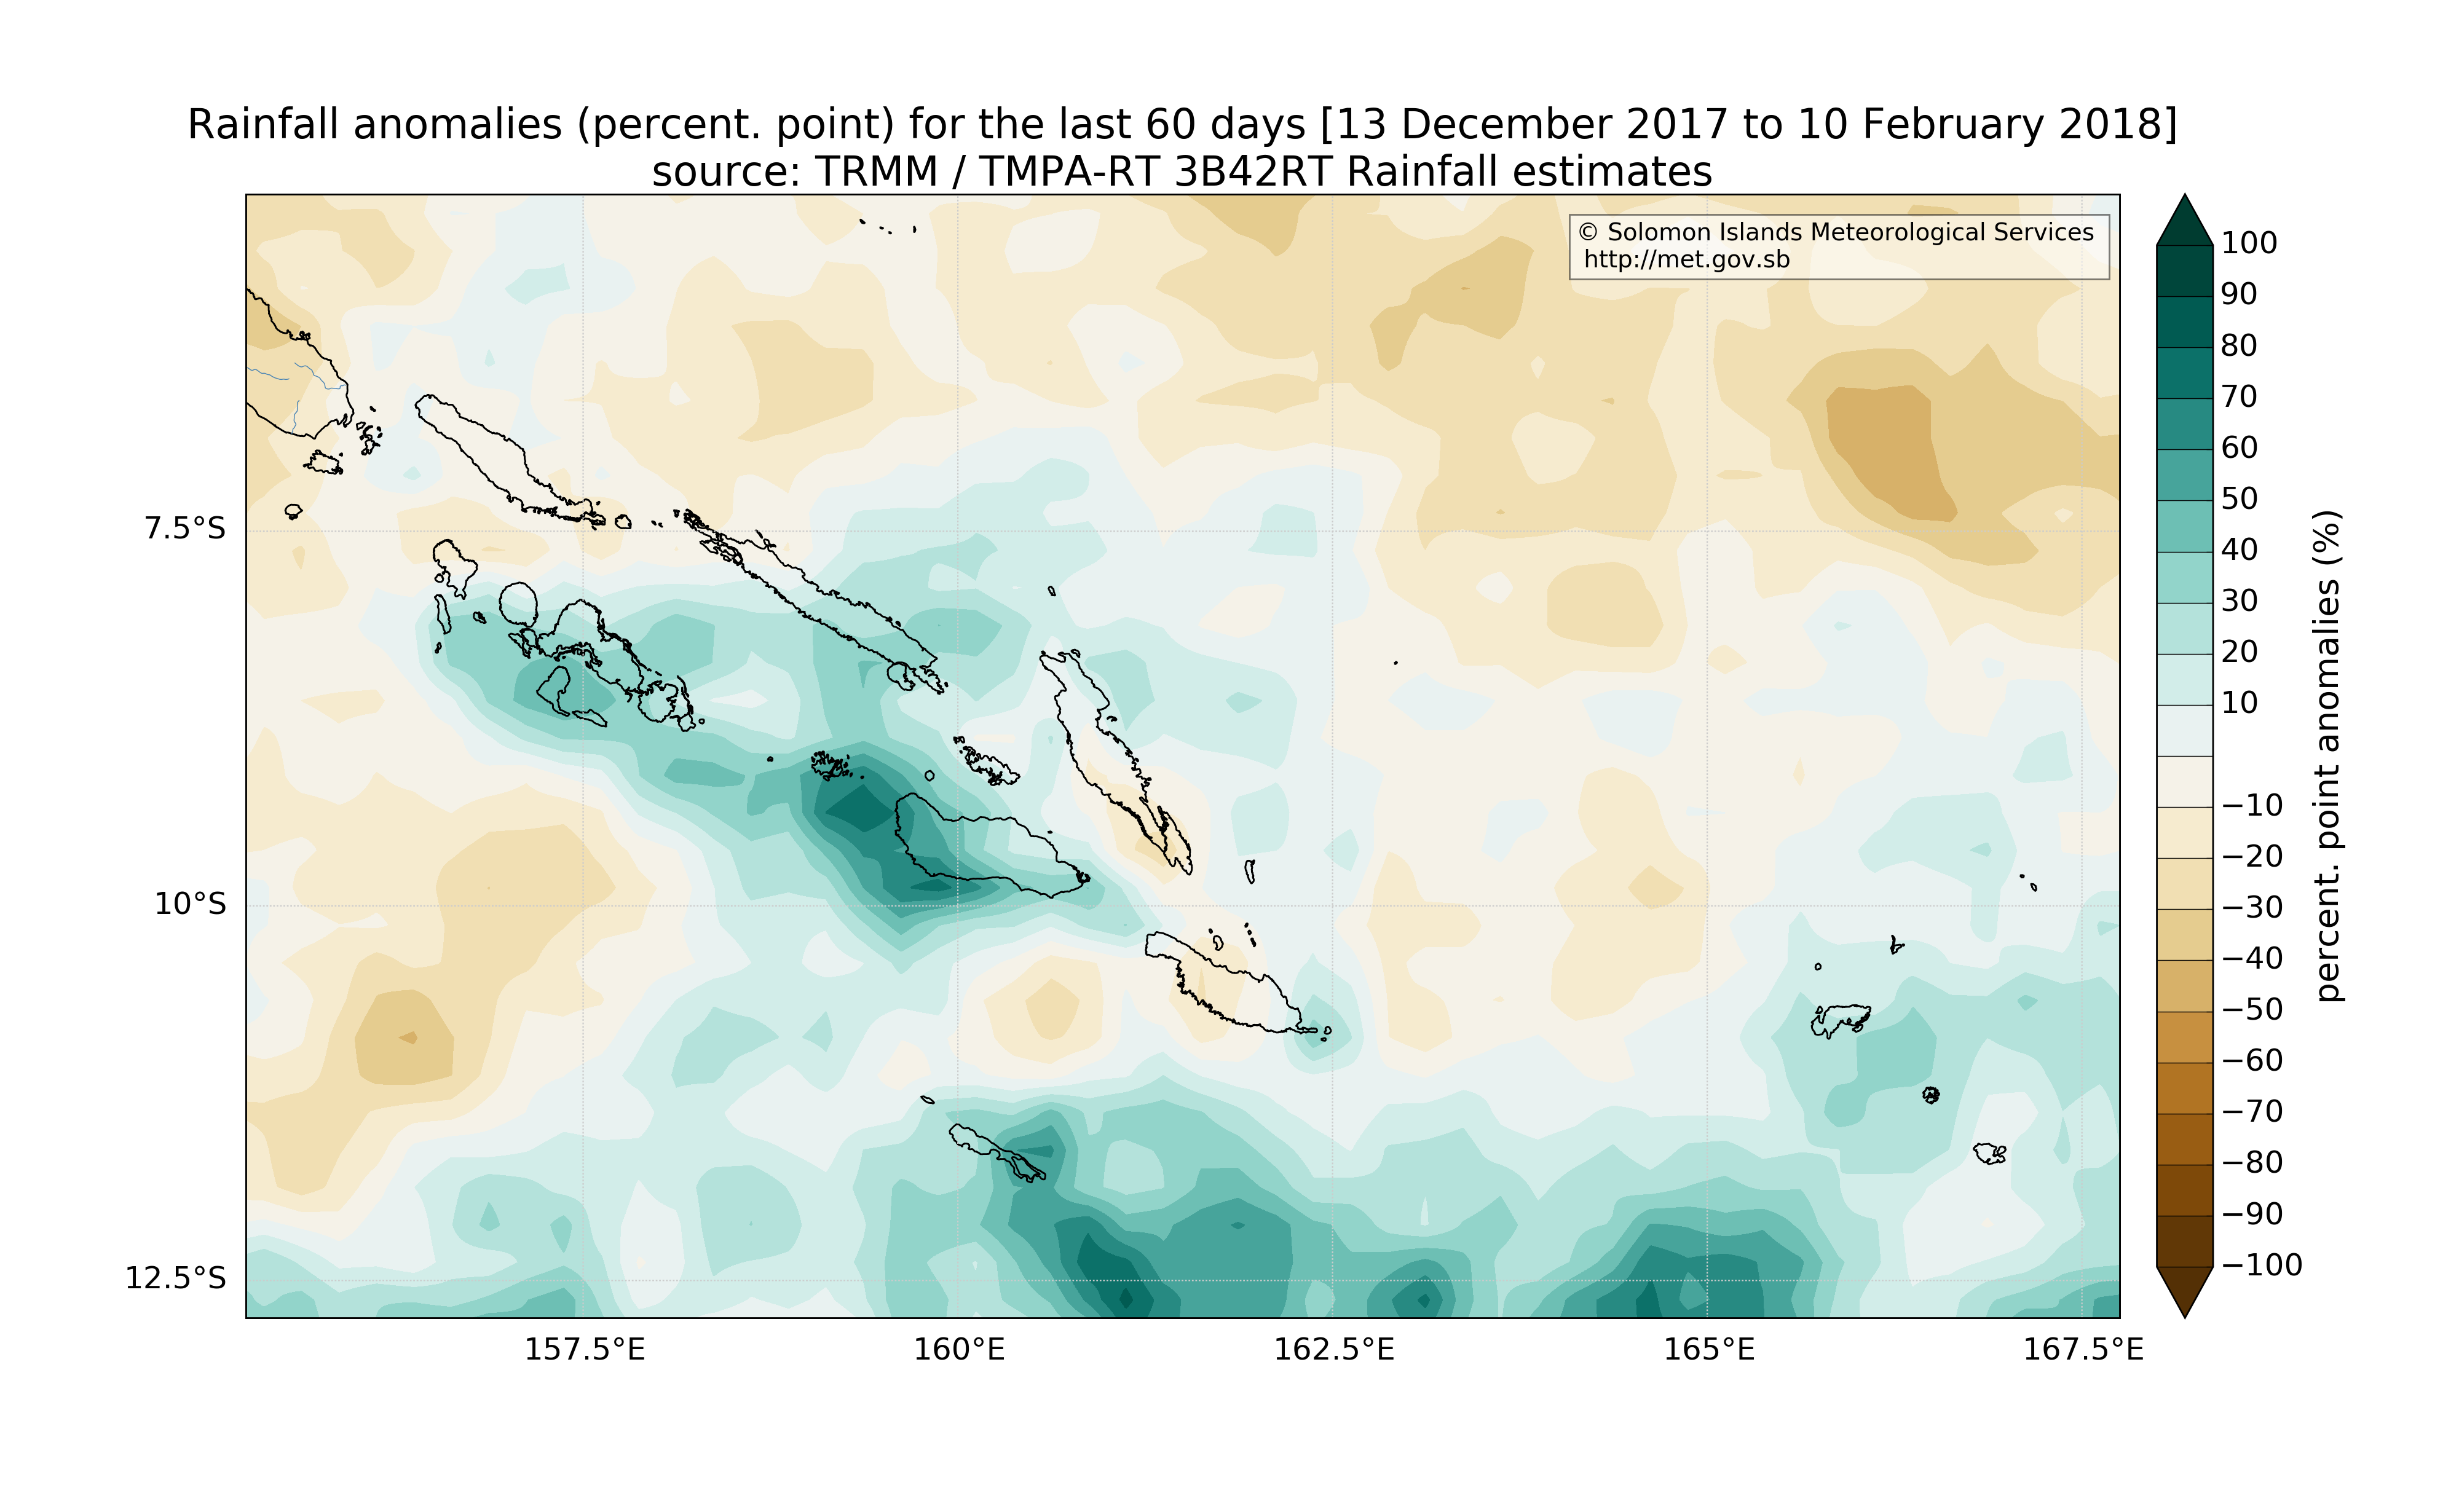 Rainfall anomalies (percent. point) for the last 60 days [13 December 2017 to 10 February 2018]
source: TRMM / TMPA-RT 3B42RT Rainfall estimates
© Solomon Islands Meteorological Services
http://met.gov.sb
7.5°S
10°S
12.5°S
157.5°E
160°E
162.5°E
165°E
167.5°E
100
90
80
70
60
50
40
30
20
10
−10
−20
−30
−40
−50
−60
−70
−80
−90
−100
percent. point anomalies (%)